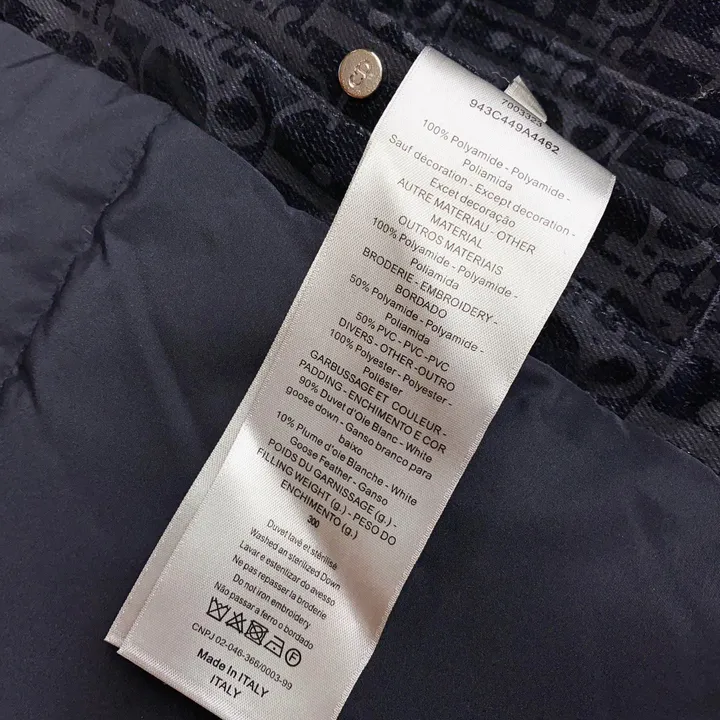 CD
7003323
943C449A4462
100% Polyamide - Polyamide -
Poliamida
Sauf décoration - Except decoration -
Excet decoração
AUTRE MATERIAU - OTHER
MATERIAL
OUTROS MATERIAIS
100% Polyamide - Polyamide -
Poliamida
BRODERIE - EMBROIDERY -
BORDADO
50% Polyamide - Polyamide -
Poliamida
50% PVC - PVC -PVC
DIVERS - OTHER -OUTRO
100% Polyester - Polyester -
Poliéster
GARBUSSAGE ET COULEUR -
PADDING - ENCHIMENTO E COR
90% Duvet d'Oie Blanc - White
goose down - Ganso branco para
baixo
10% Plume d'oie Blanche - White
Goose Feather - Ganso
POIDS DU GARNISSAGE (g.) -
FILLING WEIGHT (g.) - PESO DO
ENCHIMENTO (g.)
300
Duvet lavé et stérilisé
Washed an sterilized Down
Lavar e esterilizar do avesso
Ne pas repasser la broderie
Do not iron embroidery
Não passar a ferro o bordado
CNPJ 02-046-366/0003-99
Made In ITALY
ITALY